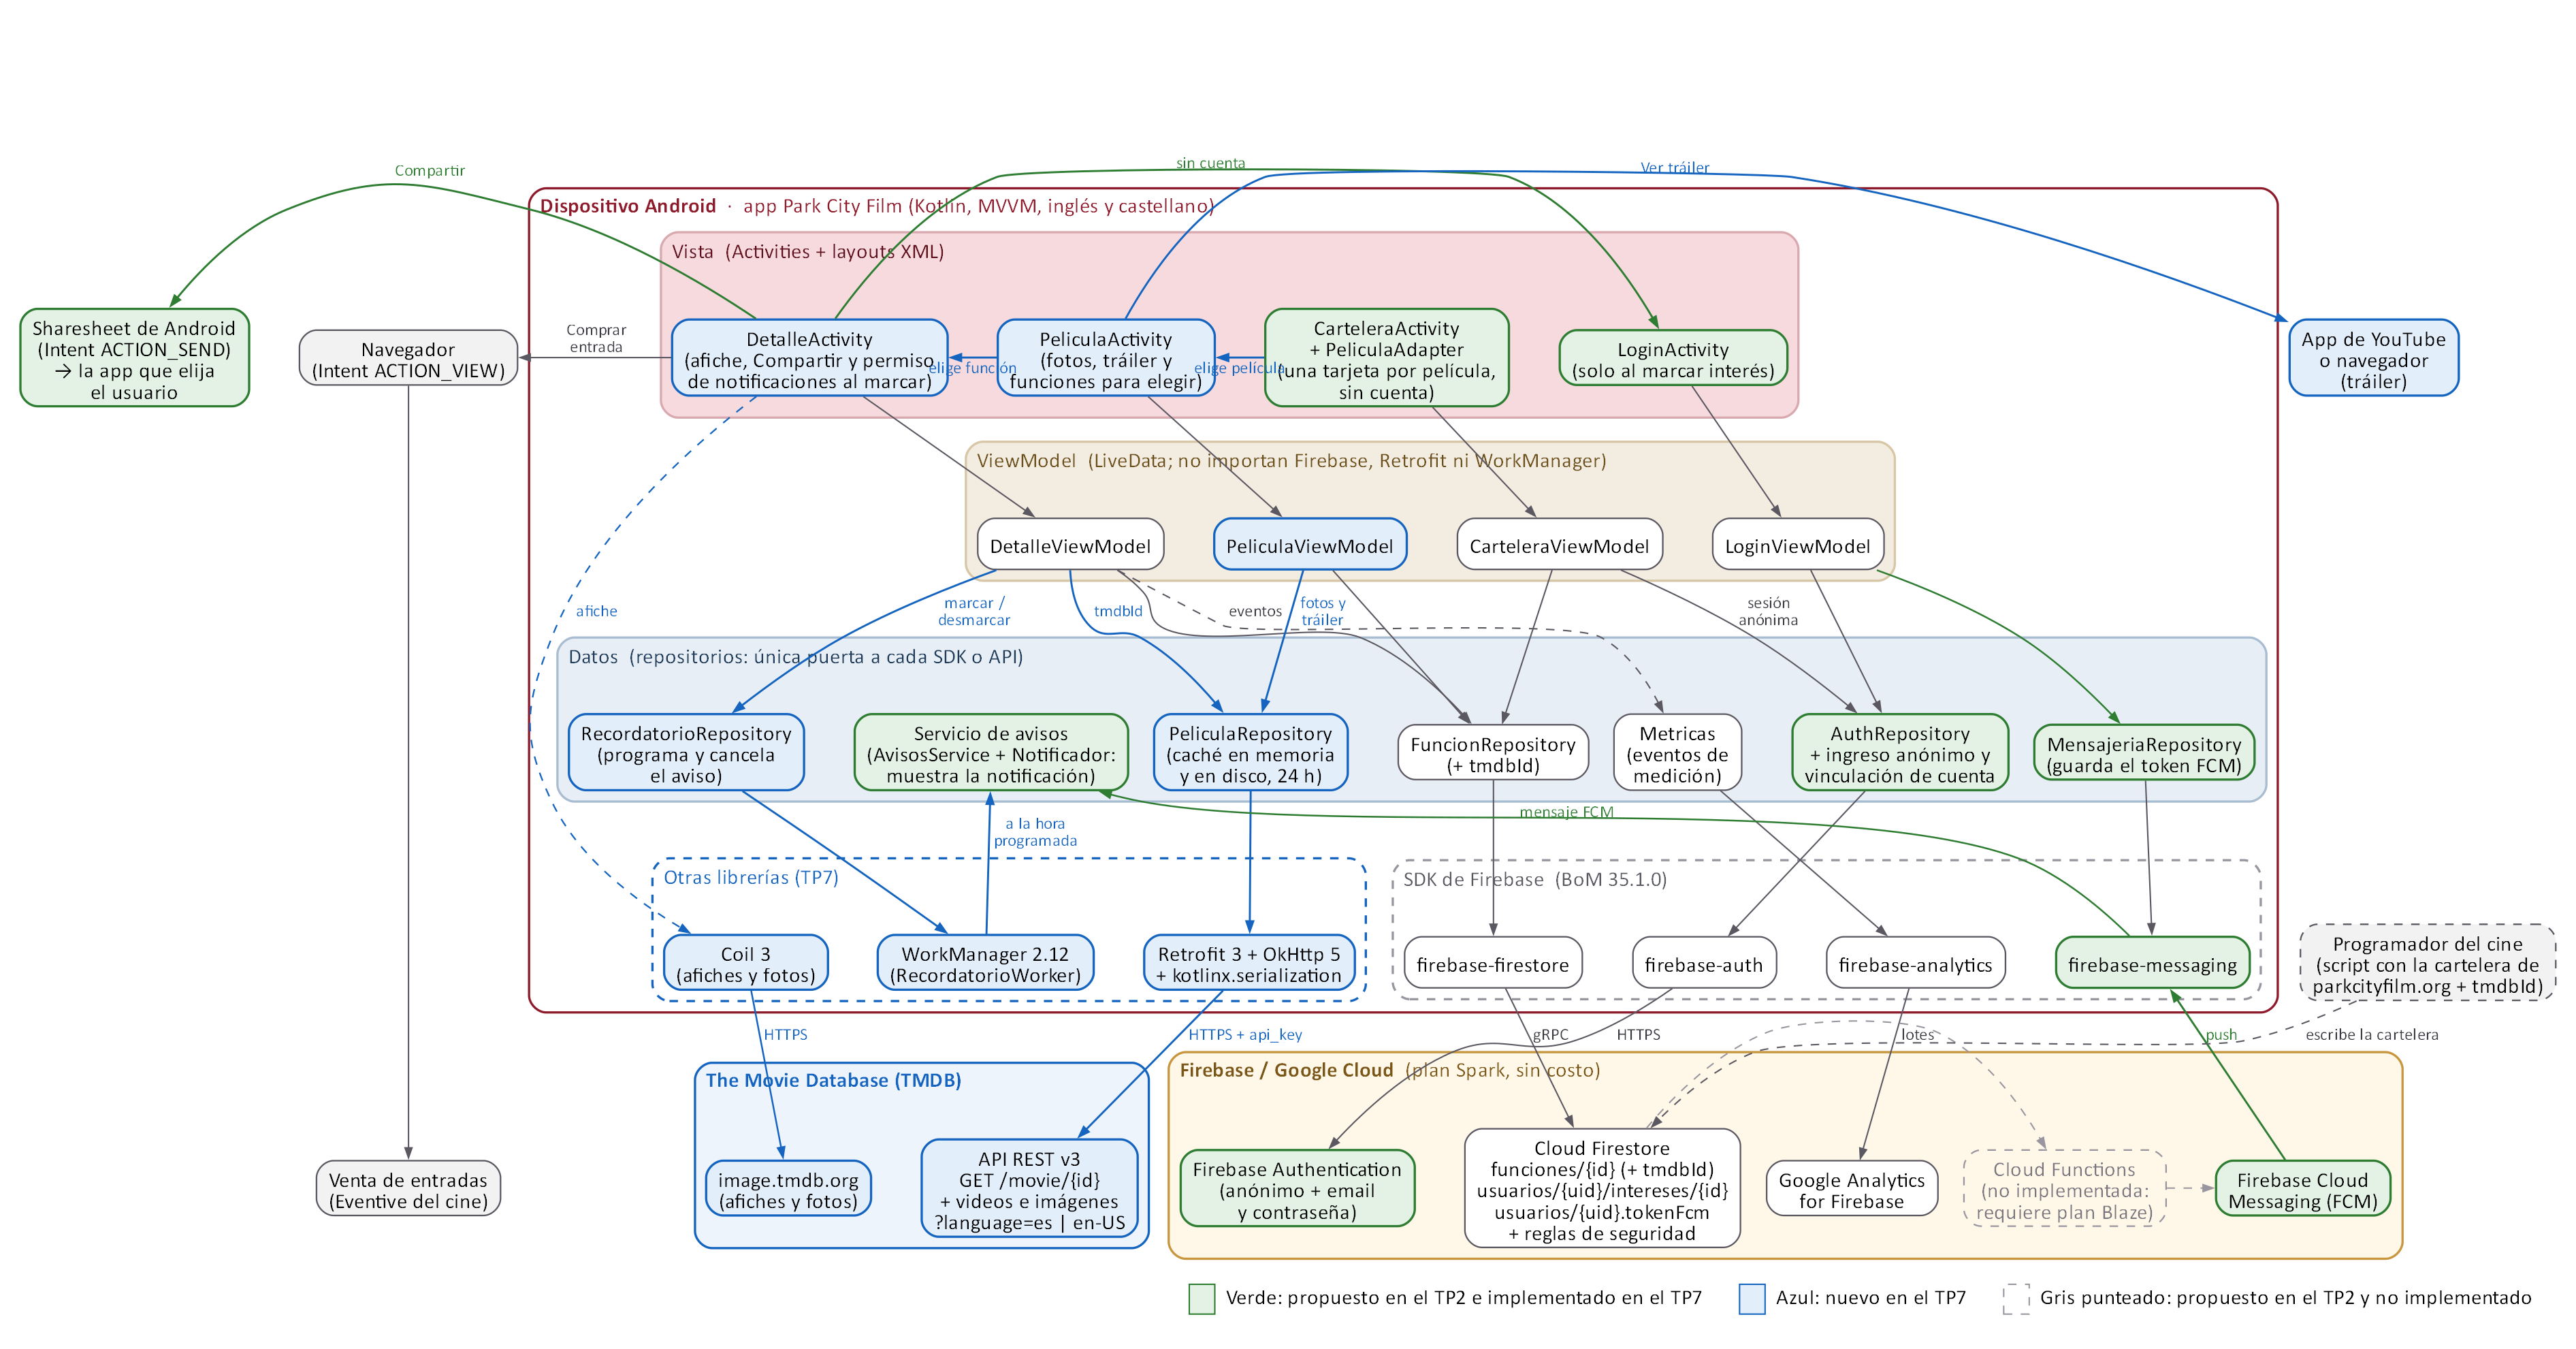 sin cuenta
Ver tráiler
Compartir
Dispositivo Android · app Park City Film (Kotlin, MVVM, inglés y castellano)
Vista (Activities + layouts XML)
Sharesheet de Android
(Intent ACTION_SEND)
→ la app que elija
el usuario
Navegador
(Intent ACTION_VIEW)
Comprar
entrada
DetalleActivity
(afiche, Compartir y permiso
de notificaciones al marcar)
elige función
PeliculaActivity
(fotos, tráiler y
funciones para elegir)
elige película
CarteleraActivity
+ PeliculaAdapter
(una tarjeta por película,
sin cuenta)
LoginActivity
(solo al marcar interés)
App de YouTube
o navegador
(tráiler)
ViewModel (LiveData; no importan Firebase, Retrofit ni WorkManager)
DetalleViewModel
PeliculaViewModel
CarteleraViewModel
LoginViewModel
afiche
marcar /
desmarcar
tmdbId
eventos
fotos y
tráiler
sesión
anónima
Datos (repositorios: única puerta a cada SDK o API)
RecordatorioRepository
(programa y cancela
el aviso)
Servicio de avisos
(AvisosService + Notificador:
muestra la notificación)
PeliculaRepository
(caché en memoria
y en disco, 24 h)
FuncionRepository
(+ tmdbId)
Metricas
(eventos de
medición)
AuthRepository
+ ingreso anónimo y
vinculación de cuenta
MensajeriaRepository
(guarda el token FCM)
a la hora
programada
mensaje FCM
Otras librerías (TP7)
SDK de Firebase (BoM 35.1.0)
Coil 3
(afiches y fotos)
WorkManager 2.12
(RecordatorioWorker)
Retrofit 3 + OkHttp 5
+ kotlinx.serialization
firebase-firestore
firebase-auth
firebase-analytics
firebase-messaging
Programador del cine
(script con la cartelera de
parkcityfilm.org + tmdbId)
HTTPS
HTTPS + api_key
gRPC
HTTPS
lotes
push
escribe la cartelera
The Movie Database (TMDB)
Firebase / Google Cloud (plan Spark, sin costo)
Venta de entradas
(Eventive del cine)
image.tmdb.org
(afiches y fotos)
API REST v3
GET /movie/{id}
+ videos e imágenes
?language=es | en-US
Firebase Authentication
(anónimo + email
y contraseña)
Cloud Firestore
funciones/{id} (+ tmdbId)
usuarios/{uid}/intereses/{id}
usuarios/{uid}.tokenFcm
+ reglas de seguridad
Google Analytics
for Firebase
Cloud Functions
(no implementada:
requiere plan Blaze)
Firebase Cloud
Messaging (FCM)
Verde: propuesto en el TP2 e implementado en el TP7
Azul: nuevo en el TP7
Gris punteado: propuesto en el TP2 y no implementado